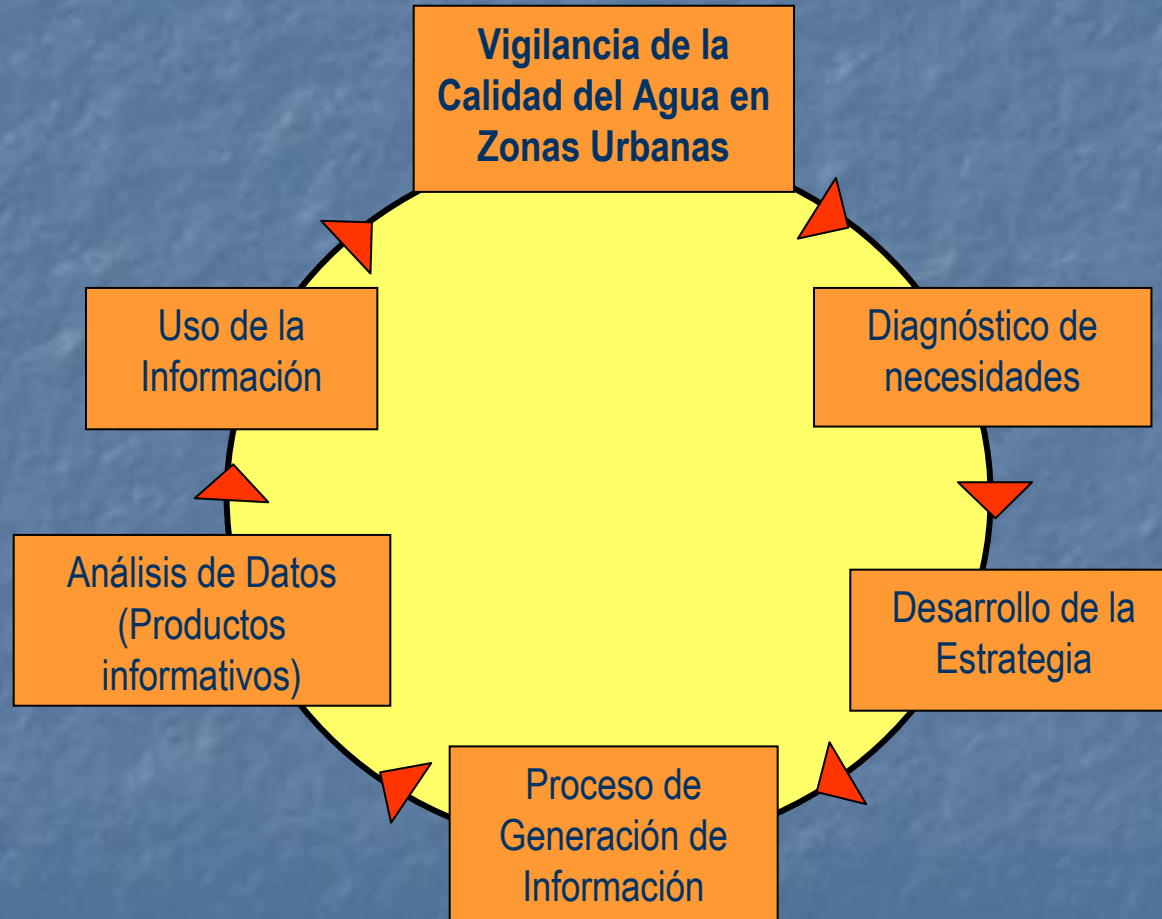 Vigilancia de la
Calidad del Agua en
Zonas Urbanas
Diagnóstico de
necesidades
Desarrollo de la
Estrategia
Proceso de
Generación de
Información
Análisis de Datos
(Productos
informativos)
Uso de la
Información